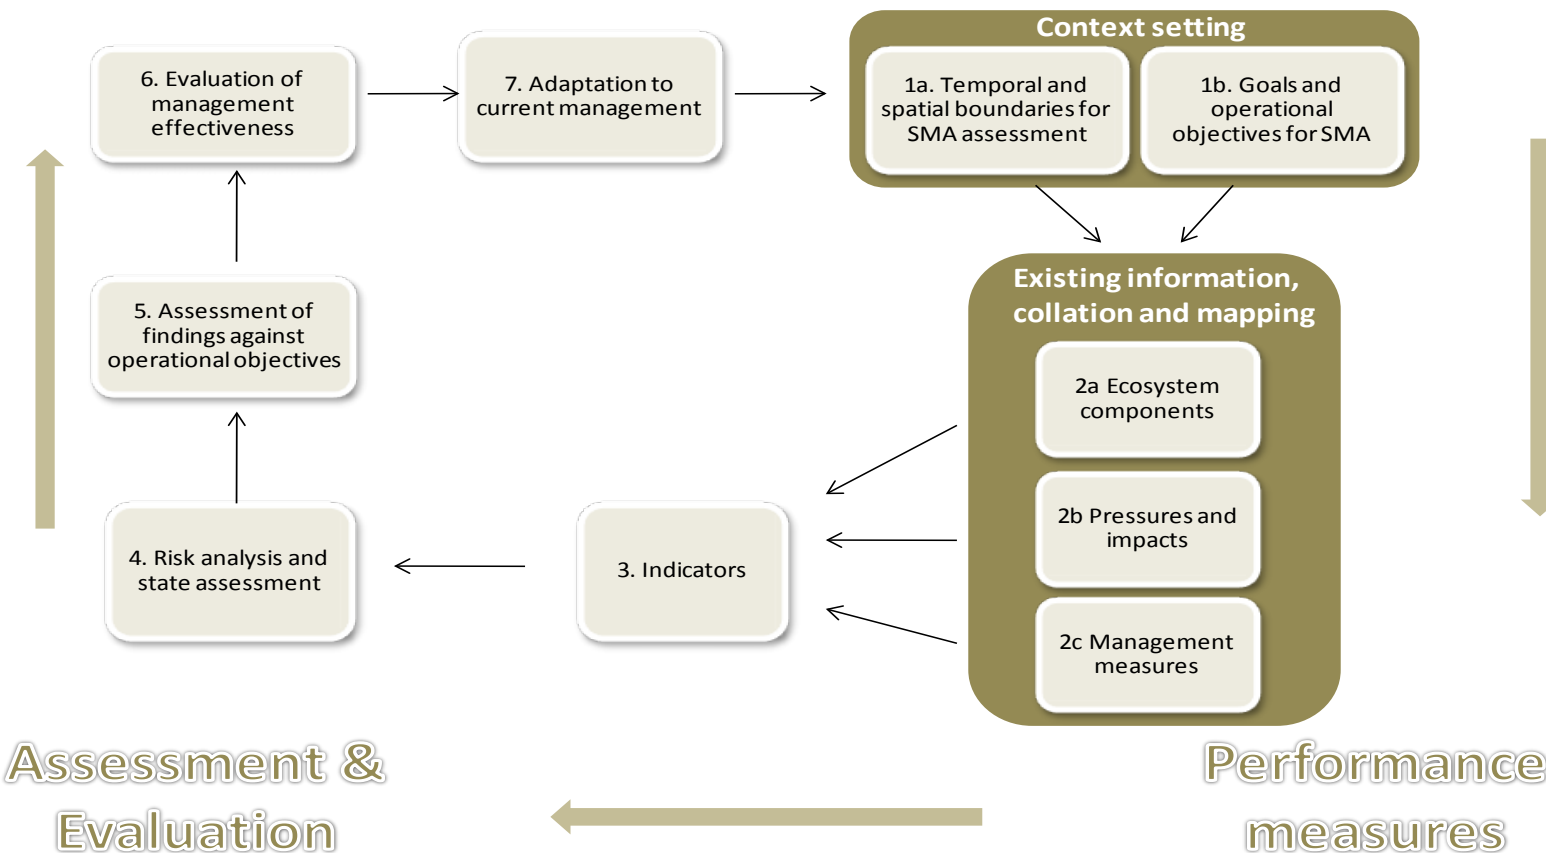 Context setting
6. Evaluation of
management
effectiveness
7. Adaptation to
current management
1a. Temporal and
spatial boundaries for
SMA assessment
1b. Goals and
operational
objectives for SMA
Existing information,
collation and mapping
5. Assessment of
findings against
operational objectives
2a Ecosystem
components
2b Pressures and
impacts
4. Risk analysis and
state assessment
3. Indicators
2c Management
measures
Assessment &
Evaluation
Performance
measures